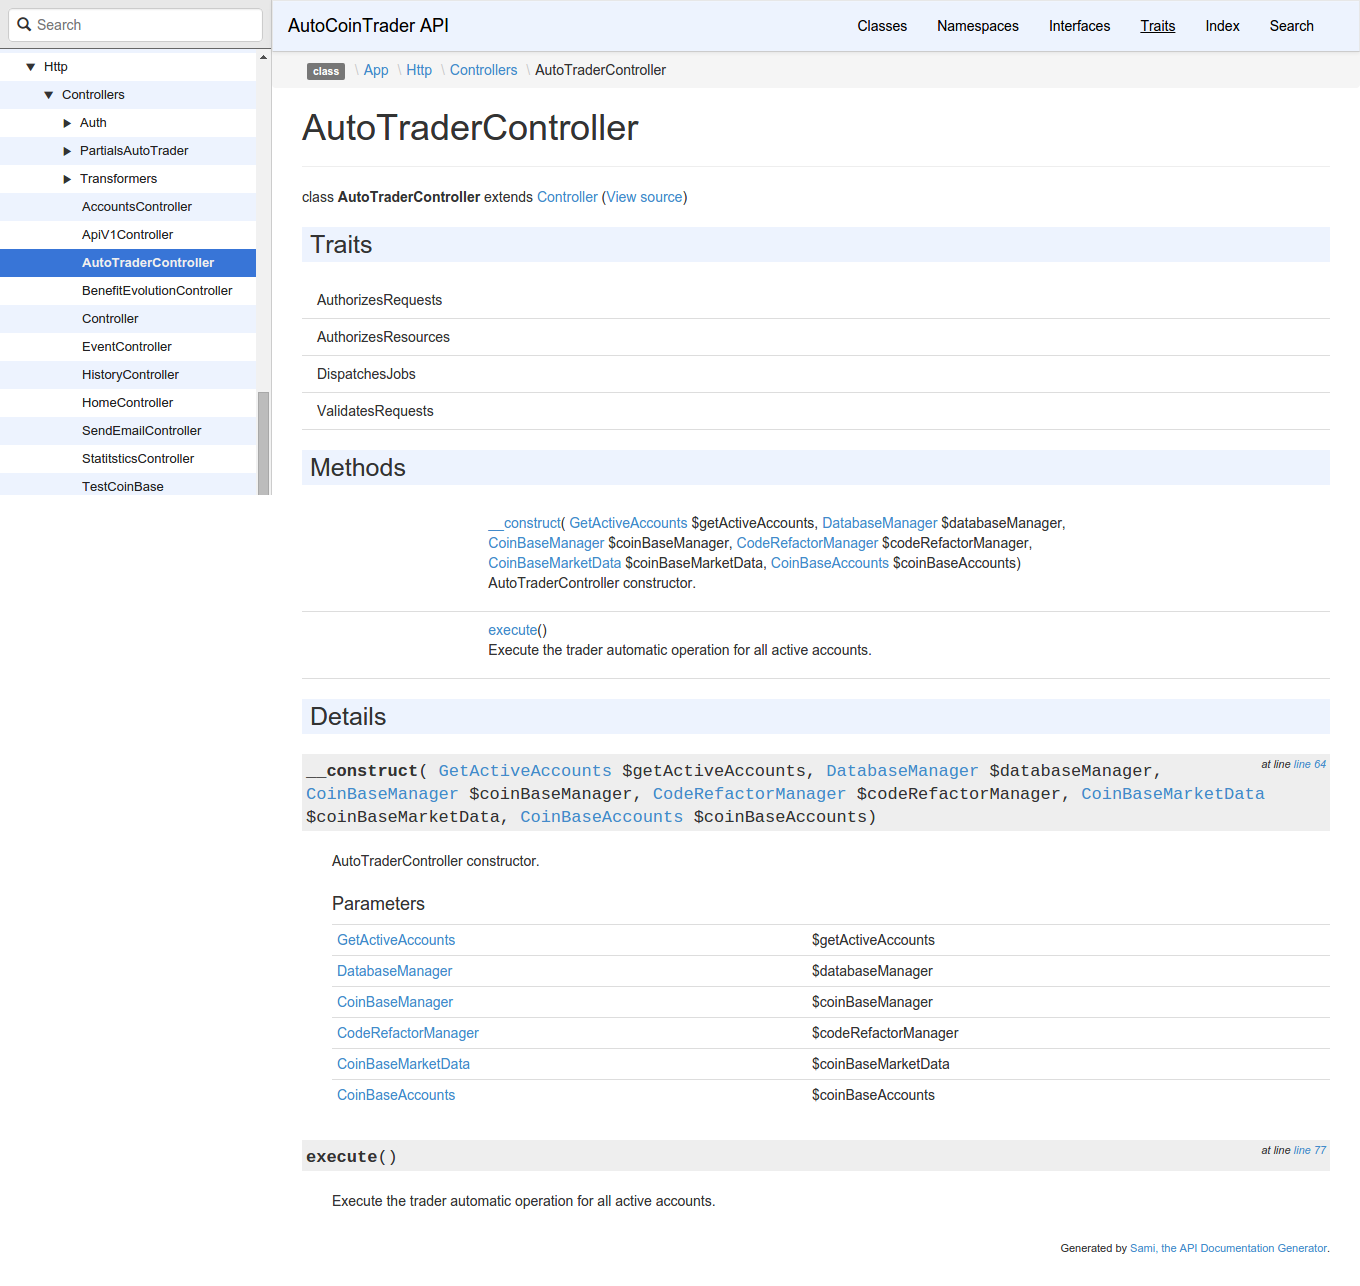 Search
AutoCoinTrader API
Classes Namespaces Interfaces Traits Index Search
Http
Controllers
Auth
PartialsAutoTrader
Transformers
AccountsController
ApiV1Controller
AutoTraderController
BenefitEvolutionController
Controller
EventController
HistoryController
HomeController
SendEmailController
StatitsticsController
TestCoinBase
class \ App \ Http \ Controllers \ AutoTraderController
AutoTraderController
class AutoTraderController extends Controller (View source)
Traits
AuthorizesRequests
AuthorizesResources
DispatchesJobs
ValidatesRequests
Methods
__construct( GetActiveAccounts $getActiveAccounts, DatabaseManager $databaseManager,
CoinBaseManager $coinBaseManager, CodeRefactorManager $codeRefactorManager,
CoinBaseMarketData $coinBaseMarketData, CoinBaseAccounts $coinBaseAccounts)
AutoTraderController constructor.
execute()
Execute the trader automatic operation for all active accounts.
Details
at line line 64
__construct( GetActiveAccounts $getActiveAccounts, DatabaseManager $databaseManager,
CoinBaseManager $coinBaseManager, CodeRefactorManager $codeRefactorManager, CoinBaseMarketData
$coinBaseMarketData, CoinBaseAccounts $coinBaseAccounts)
AutoTraderController constructor.
Parameters
GetActiveAccounts $getActiveAccounts
DatabaseManager $databaseManager
CoinBaseManager $coinBaseManager
CodeRefactorManager $codeRefactorManager
CoinBaseMarketData $coinBaseMarketData
CoinBaseAccounts $coinBaseAccounts
at line line 77
execute()
Execute the trader automatic operation for all active accounts.
Generated by Sami, the API Documentation Generator.